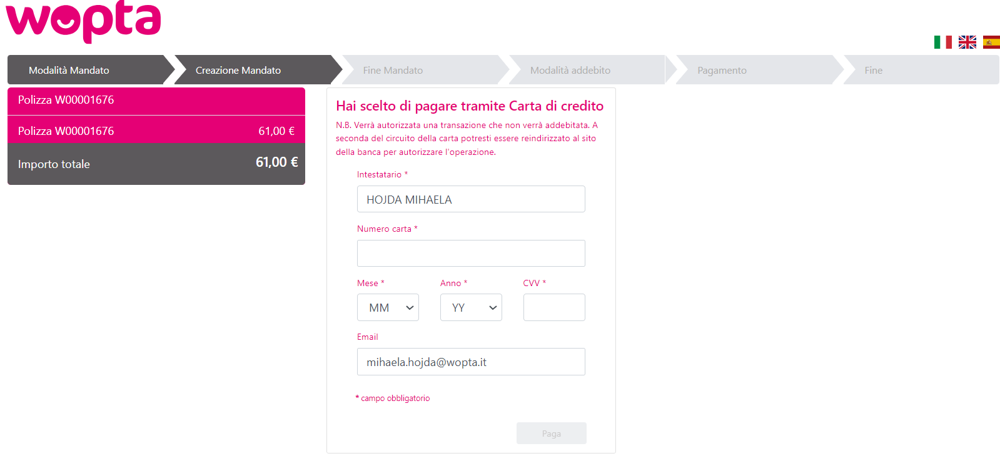 wopta
Modalità Mandato
Creazione Mandato
Fine Mandato
Modalità addebito
Pagamento
Fine
Polizza W00001676
Polizza W00001676 61,00 €
Importo totale 61,00 €
Hai scelto di pagare tramite Carta di credito
N.B. Verrà autorizzata una transazione che non verrà addebitata. A
seconda del circuito della carta potresti essere reindirizzato al sito
della banca per autorizzare l'operazione.
Intestatario *
HOJDA MIHAELA
Numero carta *
Mese * Anno * CVV *
MM YY
Email
mihaela.hojda@wopta.it
* campo obbligatorio
Paga